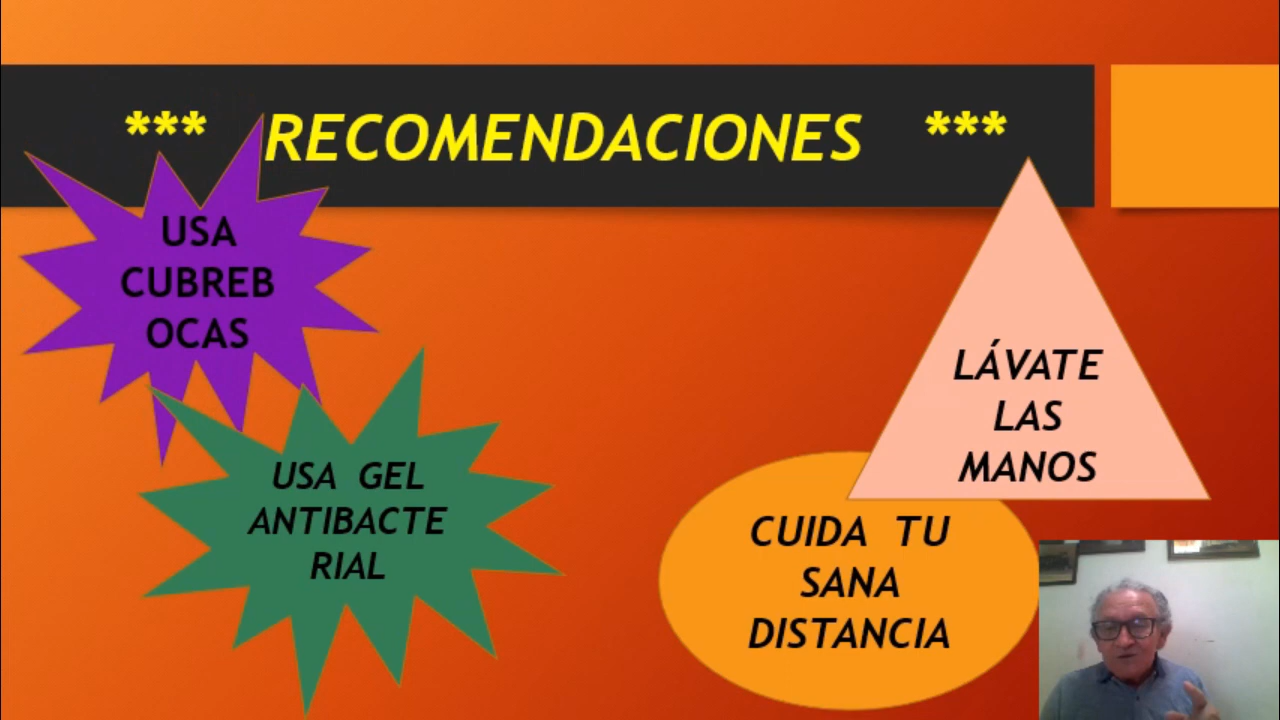 *** RECOMENDACIONES ***
USA
CUBREB
OCAS
USA GEL
ANTIBACTE
RIAL
LÁVATE
LAS
MANOS
CUIDA TU
SANA
DISTANCIA